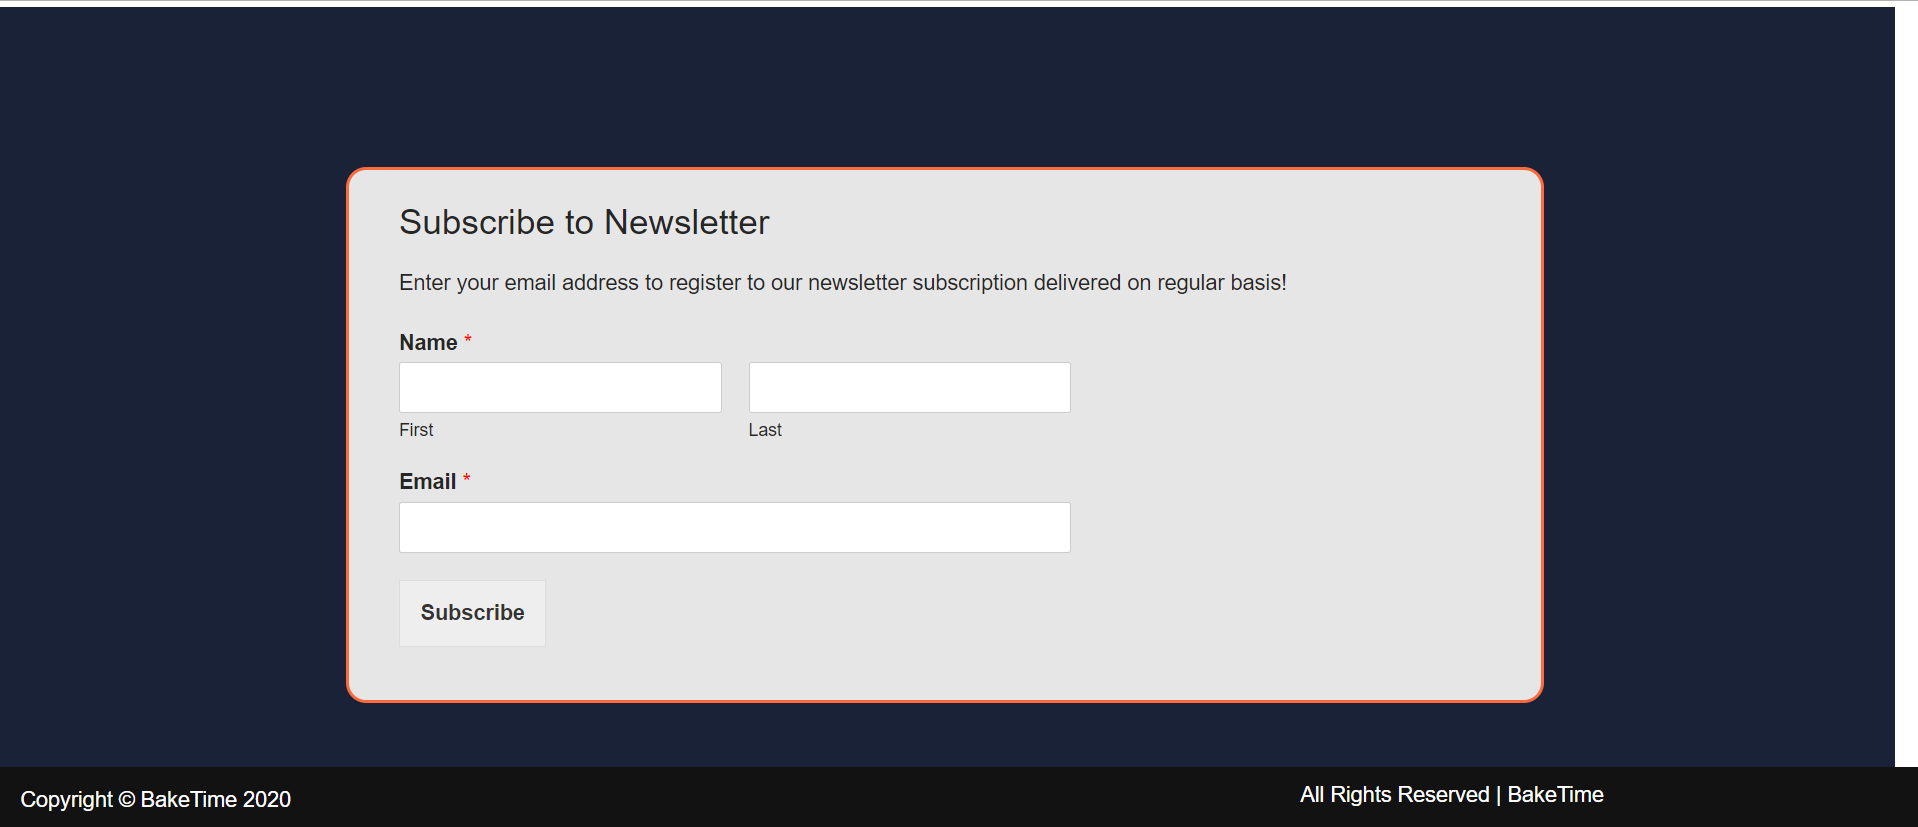 Subscribe to Newsletter
Enter your email address to register to our newsletter subscription delivered on regular basis!
Name *
First Last
Email *
Subscribe
Copyright © BakeTime 2020
All Rights Reserved | BakeTime